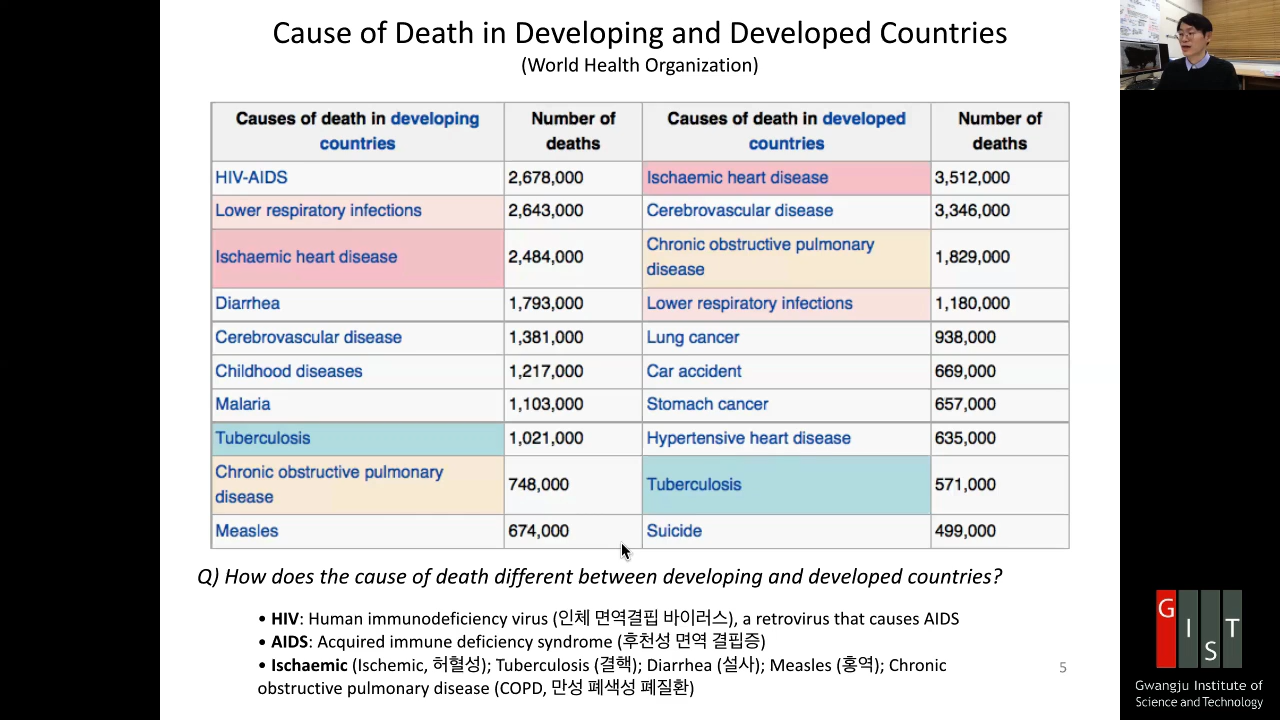 Cause of Death in Developing and Developed Countries
(World Health Organization)
Causes of death in developing countries
Number of deaths
Causes of death in developed countries
Number of deaths
HIV-AIDS 2,678,000 Ischaemic heart disease 3,512,000
Lower respiratory infections 2,643,000 Cerebrovascular disease 3,346,000
Ischaemic heart disease 2,484,000 Chronic obstructive pulmonary disease 1,829,000
Diarrhea 1,793,000 Lower respiratory infections 1,180,000
Cerebrovascular disease 1,381,000 Lung cancer 938,000
Childhood diseases 1,217,000 Car accident 669,000
Malaria 1,103,000 Stomach cancer 657,000
Tuberculosis 1,021,000 Hypertensive heart disease 635,000
Chronic obstructive pulmonary disease 748,000 Tuberculosis 571,000
Measles 674,000 Suicide 499,000
Q) How does the cause of death different between developing and developed countries?
• HIV: Human immunodeficiency virus (인체 면역결핍 바이러스), a retrovirus that causes AIDS
• AIDS: Acquired immune deficiency syndrome (후천성 면역 결핍증)
• Ischaemic (Ischemic, 허혈성); Tuberculosis (결핵); Diarrhea (설사); Measles (홍역); Chronic
obstructive pulmonary disease (COPD, 만성 폐색성 폐질환)
5
GIST
Gwangju Institute of
Science and Technology